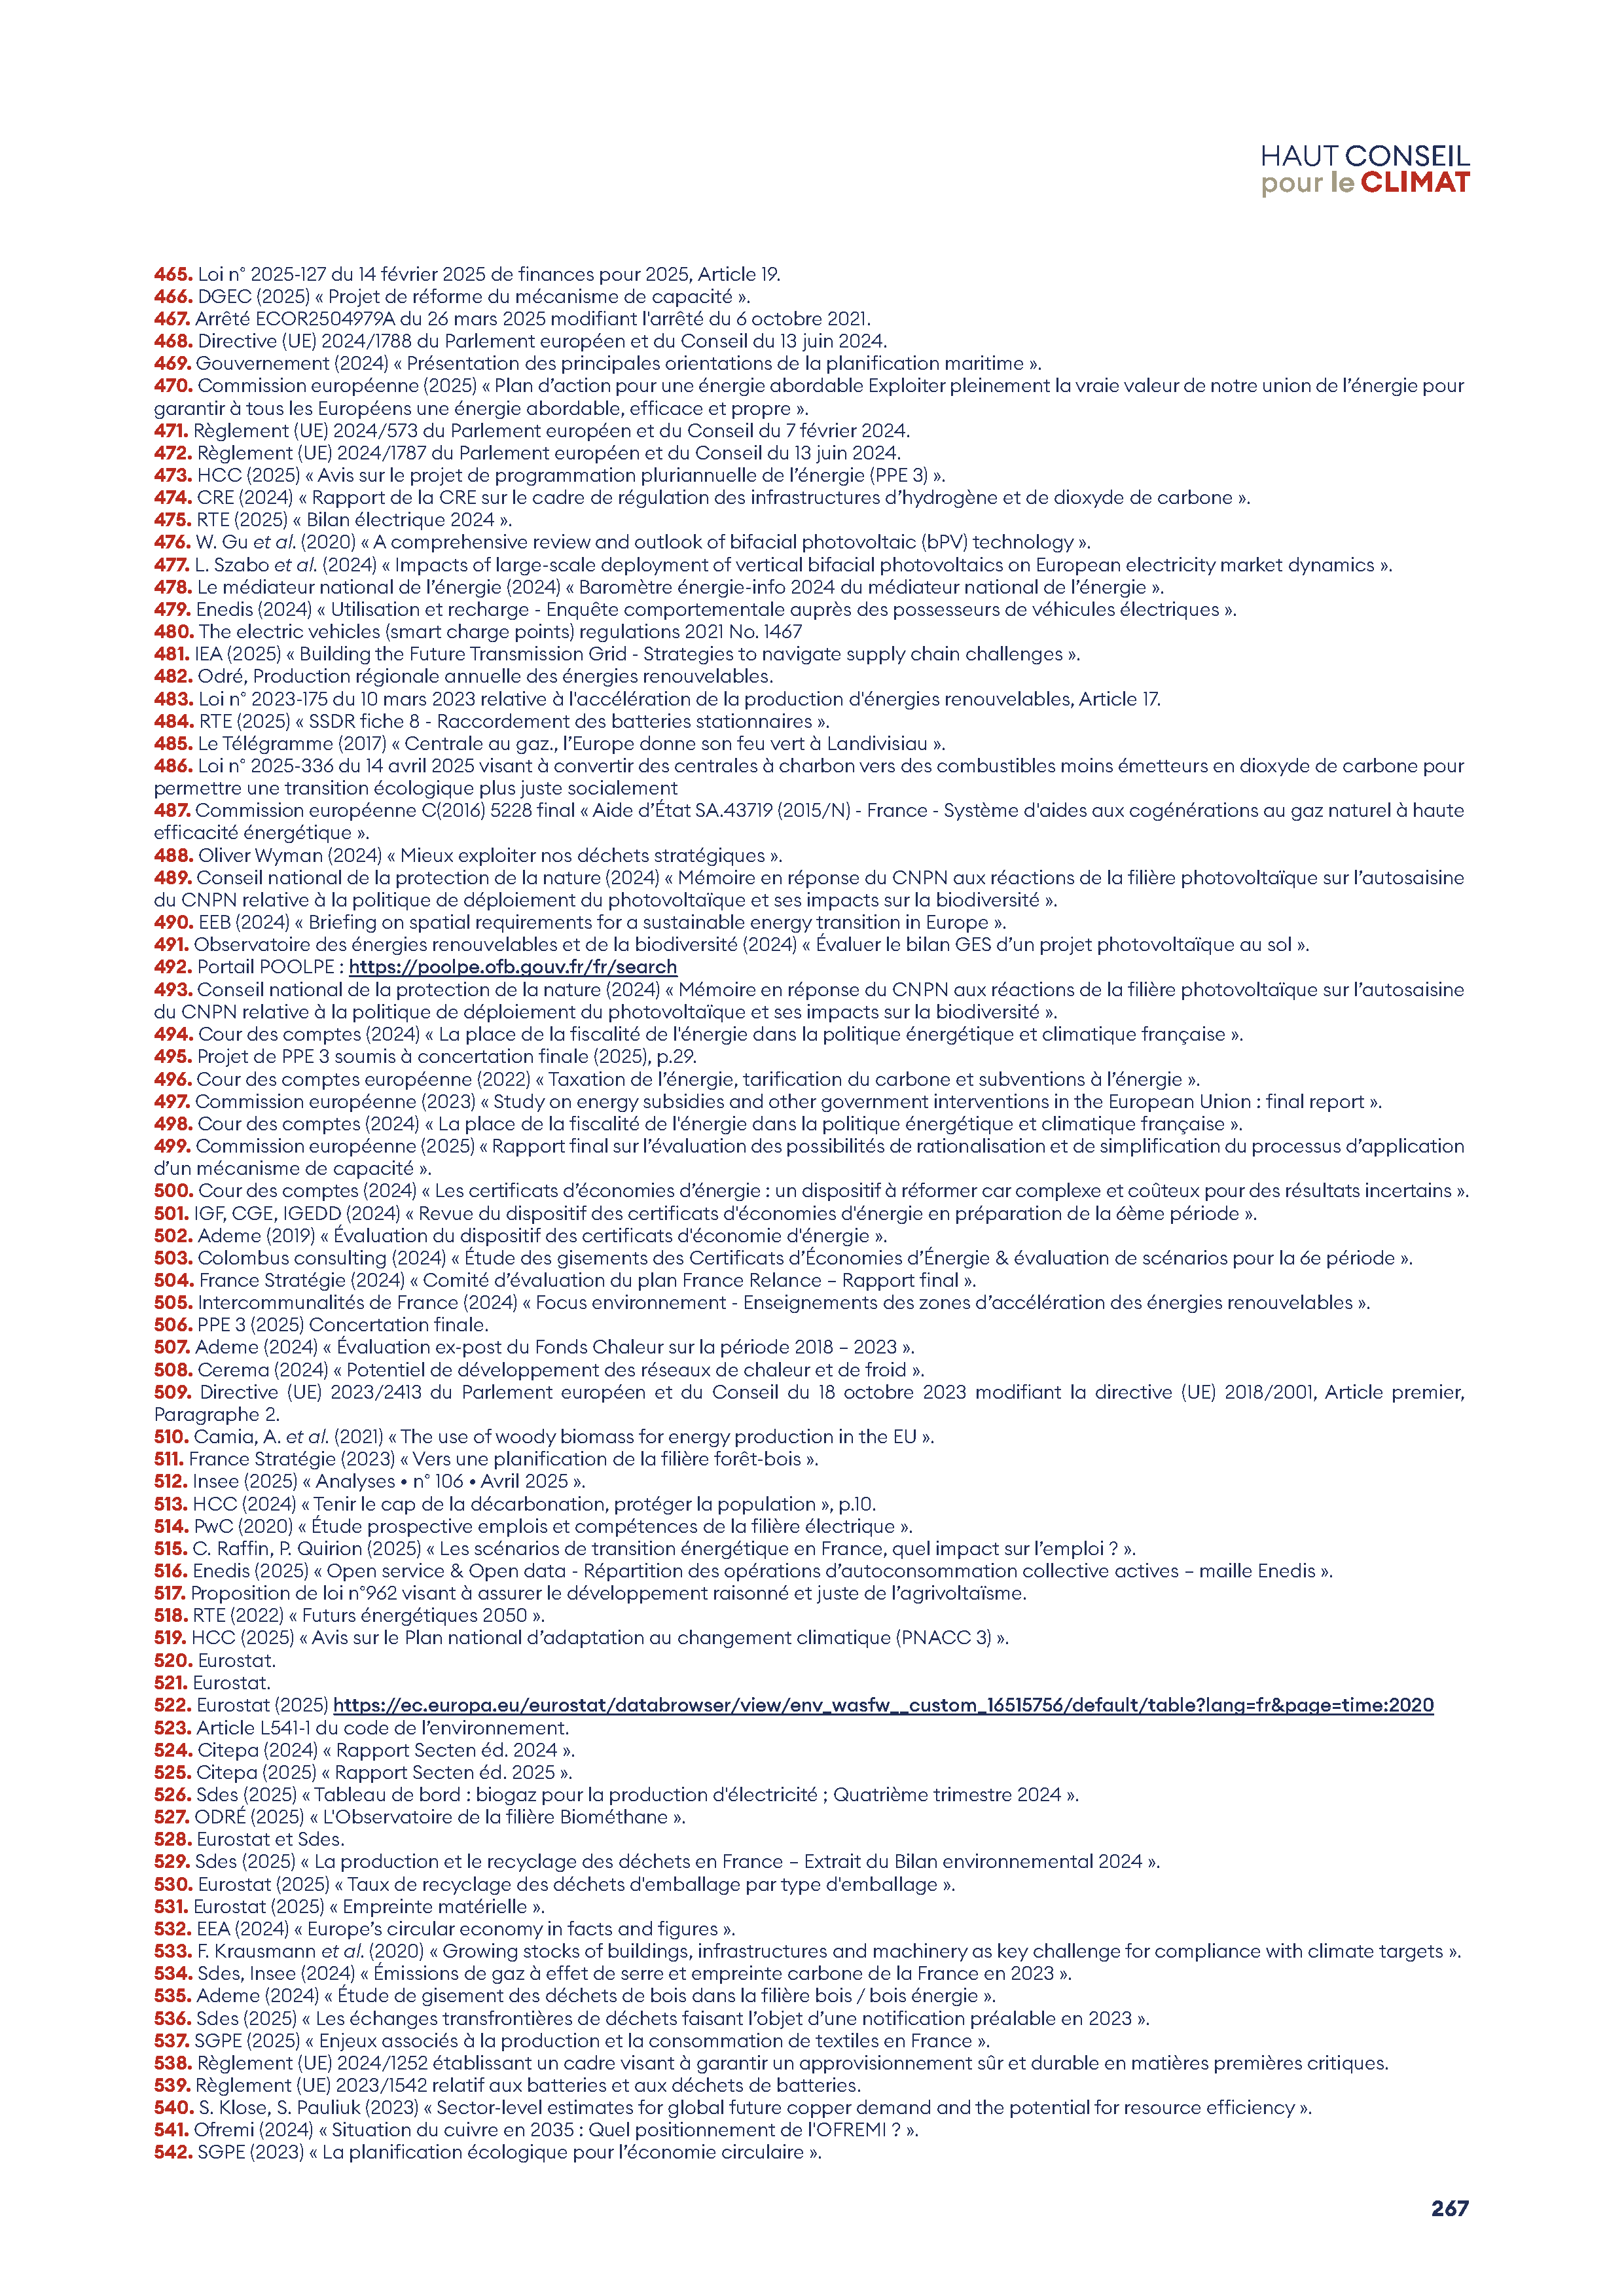 HAUT CONSEIL
pour le CLIMAT
465. Loi n° 2025-127 du 14 février 2025 de finances pour 2025, Article 19.
466. DGEC (2025) « Projet de réforme du mécanisme de capacité ».
467. Arrêté ECOR2504979A du 26 mars 2025 modifiant l'arrêté du 6 octobre 2021.
468. Directive (UE) 2024/1788 du Parlement européen et du Conseil du 13 juin 2024.
469. Gouvernement (2024) « Présentation des principales orientations de la planification maritime ».
470. Commission européenne (2025) « Plan d’action pour une énergie abordable Exploiter pleinement la vraie valeur de notre union de l’énergie pour
garantir à tous les Européens une énergie abordable, efficace et propre ».
471. Règlement (UE) 2024/573 du Parlement européen et du Conseil du 7 février 2024.
472. Règlement (UE) 2024/1787 du Parlement européen et du Conseil du 13 juin 2024.
473. HCC (2025) « Avis sur le projet de programmation pluriannuelle de l’énergie (PPE 3) ».
474. CRE (2024) « Rapport de la CRE sur le cadre de régulation des infrastructures d’hydrogène et de dioxyde de carbone ».
475. RTE (2025) « Bilan électrique 2024 ».
476. W. Gu et al. (2020) « A comprehensive review and outlook of bifacial photovoltaic (bPV) technology ».
477. L. Szabo et al. (2024) « Impacts of large-scale deployment of vertical bifacial photovoltaics on European electricity market dynamics ».
478. Le médiateur national de l’énergie (2024) « Baromètre énergie-info 2024 du médiateur national de l’énergie ».
479. Enedis (2024) « Utilisation et recharge - Enquête comportementale auprès des possesseurs de véhicules électriques ».
480. The electric vehicles (smart charge points) regulations 2021 No. 1467
481. IEA (2025) « Building the Future Transmission Grid - Strategies to navigate supply chain challenges ».
482. Odré, Production régionale annuelle des énergies renouvelables.
483. Loi n° 2023-175 du 10 mars 2023 relative à l'accélération de la production d'énergies renouvelables, Article 17.
484. RTE (2025) « SSDR fiche 8 - Raccordement des batteries stationnaires ».
485. Le Télégramme (2017) « Centrale au gaz., l’Europe donne son feu vert à Landivisiau ».
486. Loi n° 2025-336 du 14 avril 2025 visant à convertir des centrales à charbon vers des combustibles moins émetteurs en dioxyde de carbone pour
permettre une transition écologique plus juste socialement
487. Commission européenne C(2016) 5228 final « Aide d’État SA.43719 (2015/N) - France - Système d'aides aux cogénérations au gaz naturel à haute
efficacité énergétique ».
488. Oliver Wyman (2024) « Mieux exploiter nos déchets stratégiques ».
489. Conseil national de la protection de la nature (2024) « Mémoire en réponse du CNPN aux réactions de la filière photovoltaïque sur l’autosaisine
du CNPN relative à la politique de déploiement du photovoltaïque et ses impacts sur la biodiversité ».
490. EEB (2024) « Briefing on spatial requirements for a sustainable energy transition in Europe ».
491. Observatoire des énergies renouvelables et de la biodiversité (2024) « Évaluer le bilan GES d’un projet photovoltaïque au sol ».
492. Portail POOLPE : https://poolpe.ofb.gouv.fr/fr/search
493. Conseil national de la protection de la nature (2024) « Mémoire en réponse du CNPN aux réactions de la filière photovoltaïque sur l’autosaisine
du CNPN relative à la politique de déploiement du photovoltaïque et ses impacts sur la biodiversité ».
494. Cour des comptes (2024) « La place de la fiscalité de l'énergie dans la politique énergétique et climatique française ».
495. Projet de PPE 3 soumis à concertation finale (2025), p.29.
496. Cour des comptes européenne (2022) « Taxation de l’énergie, tarification du carbone et subventions à l’énergie ».
497. Commission européenne (2023) « Study on energy subsidies and other government interventions in the European Union : final report ».
498. Cour des comptes (2024) « La place de la fiscalité de l'énergie dans la politique énergétique et climatique française ».
499. Commission européenne (2025) « Rapport final sur l’évaluation des possibilités de rationalisation et de simplification du processus d’application
d’un mécanisme de capacité ».
500. Cour des comptes (2024) « Les certificats d’économies d’énergie : un dispositif à réformer car complexe et coûteux pour des résultats incertains ».
501. IGF, CGE, IGEDD (2024) « Revue du dispositif des certificats d'économies d'énergie en préparation de la 6ème période ».
502. Ademe (2019) « Évaluation du dispositif des certificats d'économie d'énergie ».
503. Colombus consulting (2024) « Étude des gisements des Certificats d’Économies d’Énergie & évaluation de scénarios pour la 6e période ».
504. France Stratégie (2024) « Comité d’évaluation du plan France Relance – Rapport final ».
505. Intercommunalités de France (2024) « Focus environnement - Enseignements des zones d’accélération des énergies renouvelables ».
506. PPE 3 (2025) Concertation finale.
507. Ademe (2024) « Évaluation ex-post du Fonds Chaleur sur la période 2018 – 2023 ».
508. Cerema (2024) « Potentiel de développement des réseaux de chaleur et de froid ».
509. Directive (UE) 2023/2413 du Parlement européen et du Conseil du 18 octobre 2023 modifiant la directive (UE) 2018/2001, Article premier,
Paragraphe 2.
510. Camia, A. et al. (2021) « The use of woody biomass for energy production in the EU ».
511. France Stratégie (2023) « Vers une planification de la filière forêt-bois ».
512. Insee (2025) « Analyses • n° 106 • Avril 2025 ».
513. HCC (2024) « Tenir le cap de la décarbonation, protéger la population », p.10.
514. PwC (2020) « Étude prospective emplois et compétences de la filière électrique ».
515. C. Raffin, P. Quirion (2025) « Les scénarios de transition énergétique en France, quel impact sur l’emploi ? ».
516. Enedis (2025) « Open service & Open data - Répartition des opérations d’autoconsommation collective actives – maille Enedis ».
517. Proposition de loi n°962 visant à assurer le développement raisonné et juste de l’agrivoltaïsme.
518. RTE (2022) « Futurs énergétiques 2050 ».
519. HCC (2025) « Avis sur le Plan national d’adaptation au changement climatique (PNACC 3) ».
520. Eurostat.
521. Eurostat.
522. Eurostat (2025) https://ec.europa.eu/eurostat/databrowser/view/env_wasfw__custom_16515756/default/table?lang=fr&page=time:2020
523. Article L541-1 du code de l’environnement.
524. Citepa (2024) « Rapport Secten éd. 2024 ».
525. Citepa (2025) « Rapport Secten éd. 2025 ».
526. Sdes (2025) « Tableau de bord : biogaz pour la production d'électricité ; Quatrième trimestre 2024 ».
527. ODRÉ (2025) « L'Observatoire de la filière Biométhane ».
528. Eurostat et Sdes.
529. Sdes (2025) « La production et le recyclage des déchets en France – Extrait du Bilan environnemental 2024 ».
530. Eurostat (2025) « Taux de recyclage des déchets d'emballage par type d'emballage ».
531. Eurostat (2025) « Empreinte matérielle ».
532. EEA (2024) « Europe’s circular economy in facts and figures ».
533. F. Krausmann et al. (2020) « Growing stocks of buildings, infrastructures and machinery as key challenge for compliance with climate targets ».
534. Sdes, Insee (2024) « Émissions de gaz à effet de serre et empreinte carbone de la France en 2023 ».
535. Ademe (2024) « Étude de gisement des déchets de bois dans la filière bois / bois énergie ».
536. Sdes (2025) « Les échanges transfrontières de déchets faisant l’objet d’une notification préalable en 2023 ».
537. SGPE (2025) « Enjeux associés à la production et la consommation de textiles en France ».
538. Règlement (UE) 2024/1252 établissant un cadre visant à garantir un approvisionnement sûr et durable en matières premières critiques.
539. Règlement (UE) 2023/1542 relatif aux batteries et aux déchets de batteries.
540. S. Klose, S. Pauliuk (2023) « Sector-level estimates for global future copper demand and the potential for resource efficiency ».
541. Ofremi (2024) « Situation du cuivre en 2035 : Quel positionnement de l'OFREMI ? ».
542. SGPE (2023) « La planification écologique pour l’économie circulaire ».
267